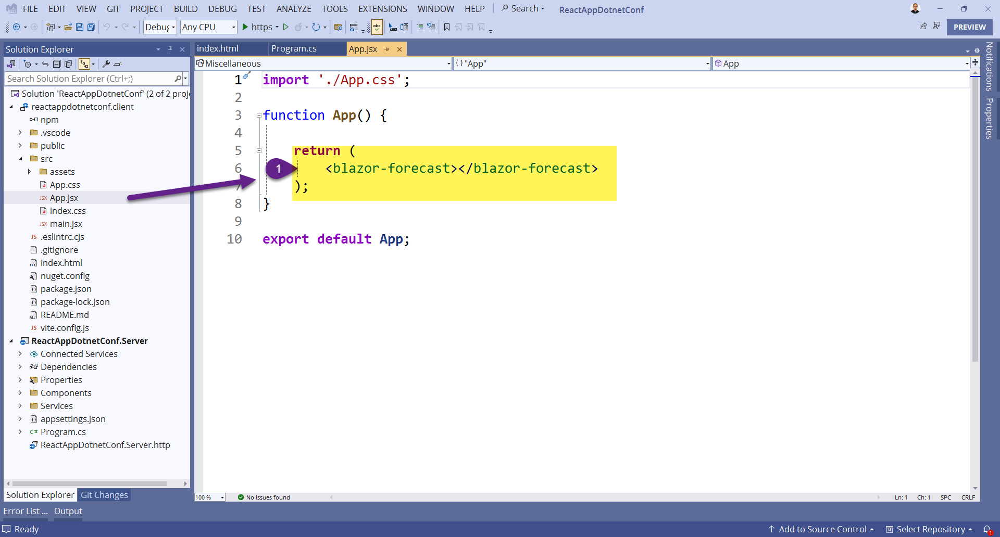 FILE EDIT VIEW GIT PROJECT BUILD DEBUG TEST ANALYZE TOOLS EXTENSIONS WINDOW HELP Search ReactAppDotnetConf
Debug Any CPU https abc PREVIEW
Solution Explorer
Search Solution Explorer (Ctrl+;)
Solution 'ReactAppDotnetConf' (2 of 2 proje
reactappdotnetconf.client
npm
.vscode
public
src
assets
App.css
JSX App.jsx
index.css
JSX main.jsx
JS .eslintrc.cjs
.gitignore
index.html
nuget.config
package.json
package-lock.json
README.md
JS vite.config.js
ReactAppDotnetConf.Server
Connected Services
Dependencies
Properties
Components
Services
appsettings.json
C# Program.cs
ReactAppDotnetConf.Server.http
Solution Explorer Git Changes
index.html Program.cs App.jsx
Miscellaneous {} "App" App
1 import './App.css';
2
3 function App() {
4
5 return (
6 1 <blazor-forecast></blazor-forecast>
7 );
8 }
9
10 export default App;
100 % No issues found Ln: 1 Ch: 1 SPC CRLF
Notifications
Properties
Error List ... Output
Ready Add to Source Control Select Repository 1